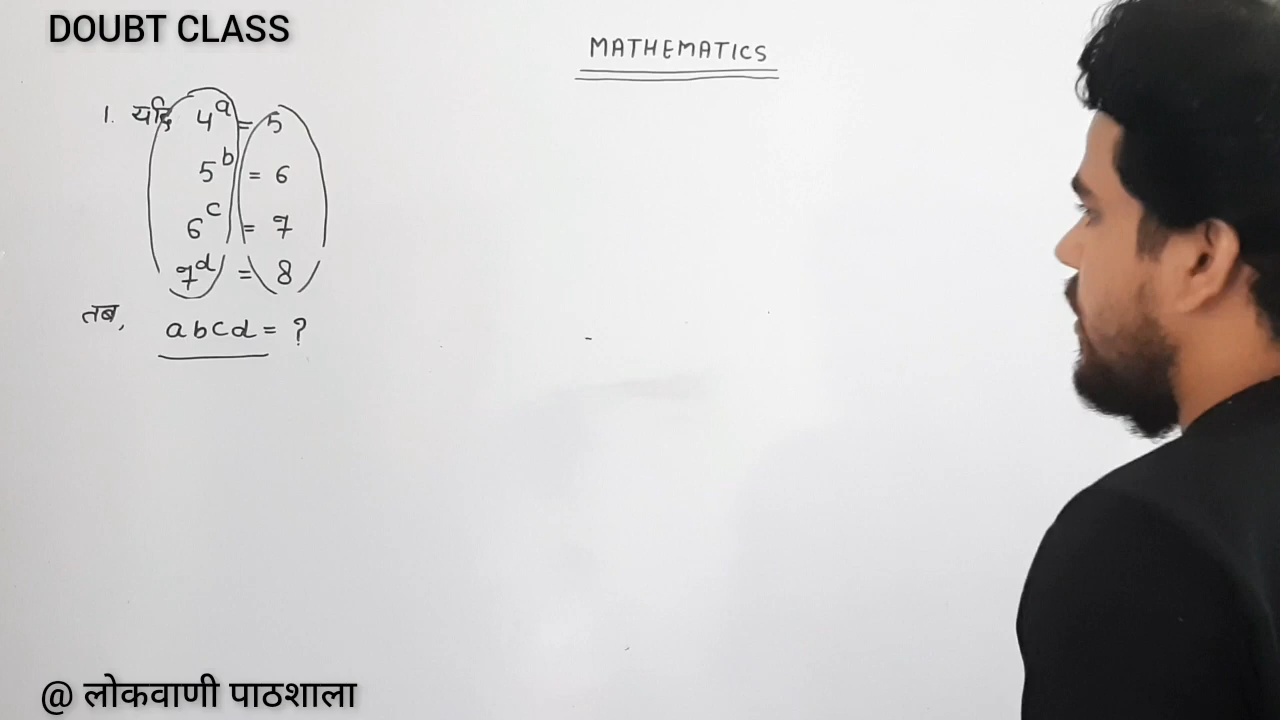 DOUBT CLASS
MATHEMATICS
1. यदि 4^a = 5
5^b = 6
6^c = 7
7^d = 8
तब, abcd = ?
@ लोकवाणी पाठशाला